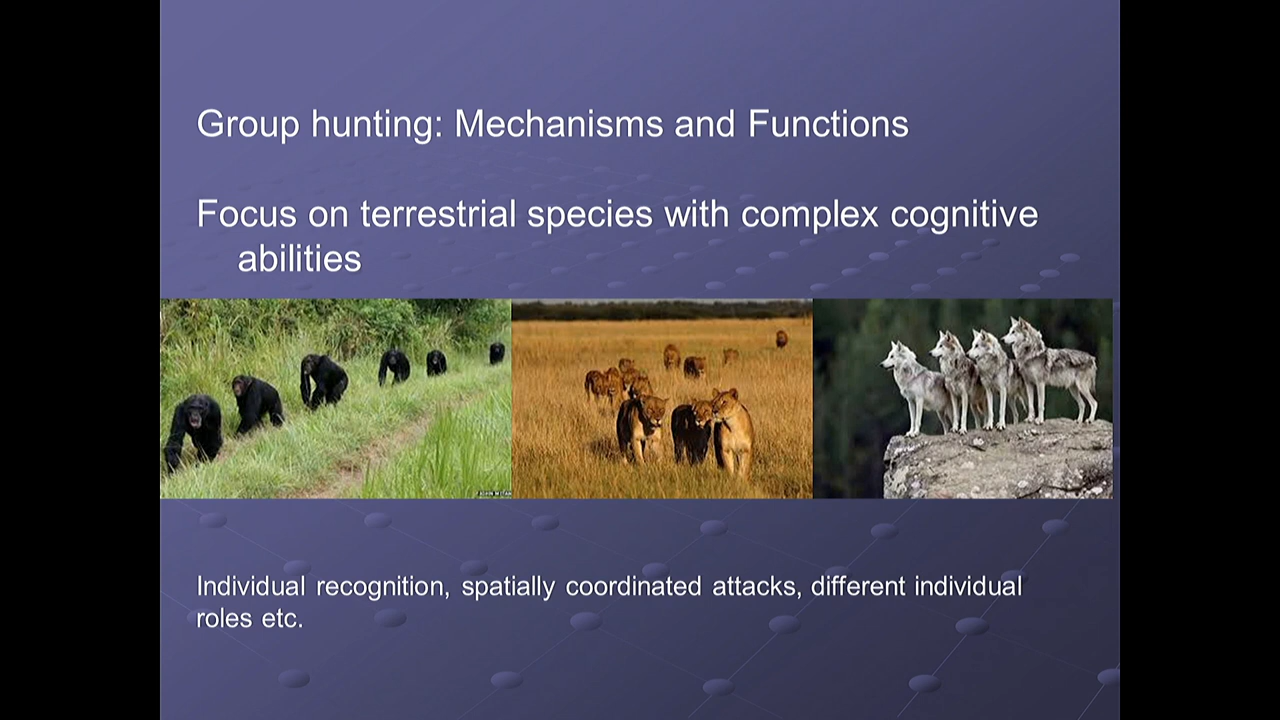 Group hunting: Mechanisms and Functions
Focus on terrestrial species with complex cognitive
abilities
Individual recognition, spatially coordinated attacks, different individual
roles etc.